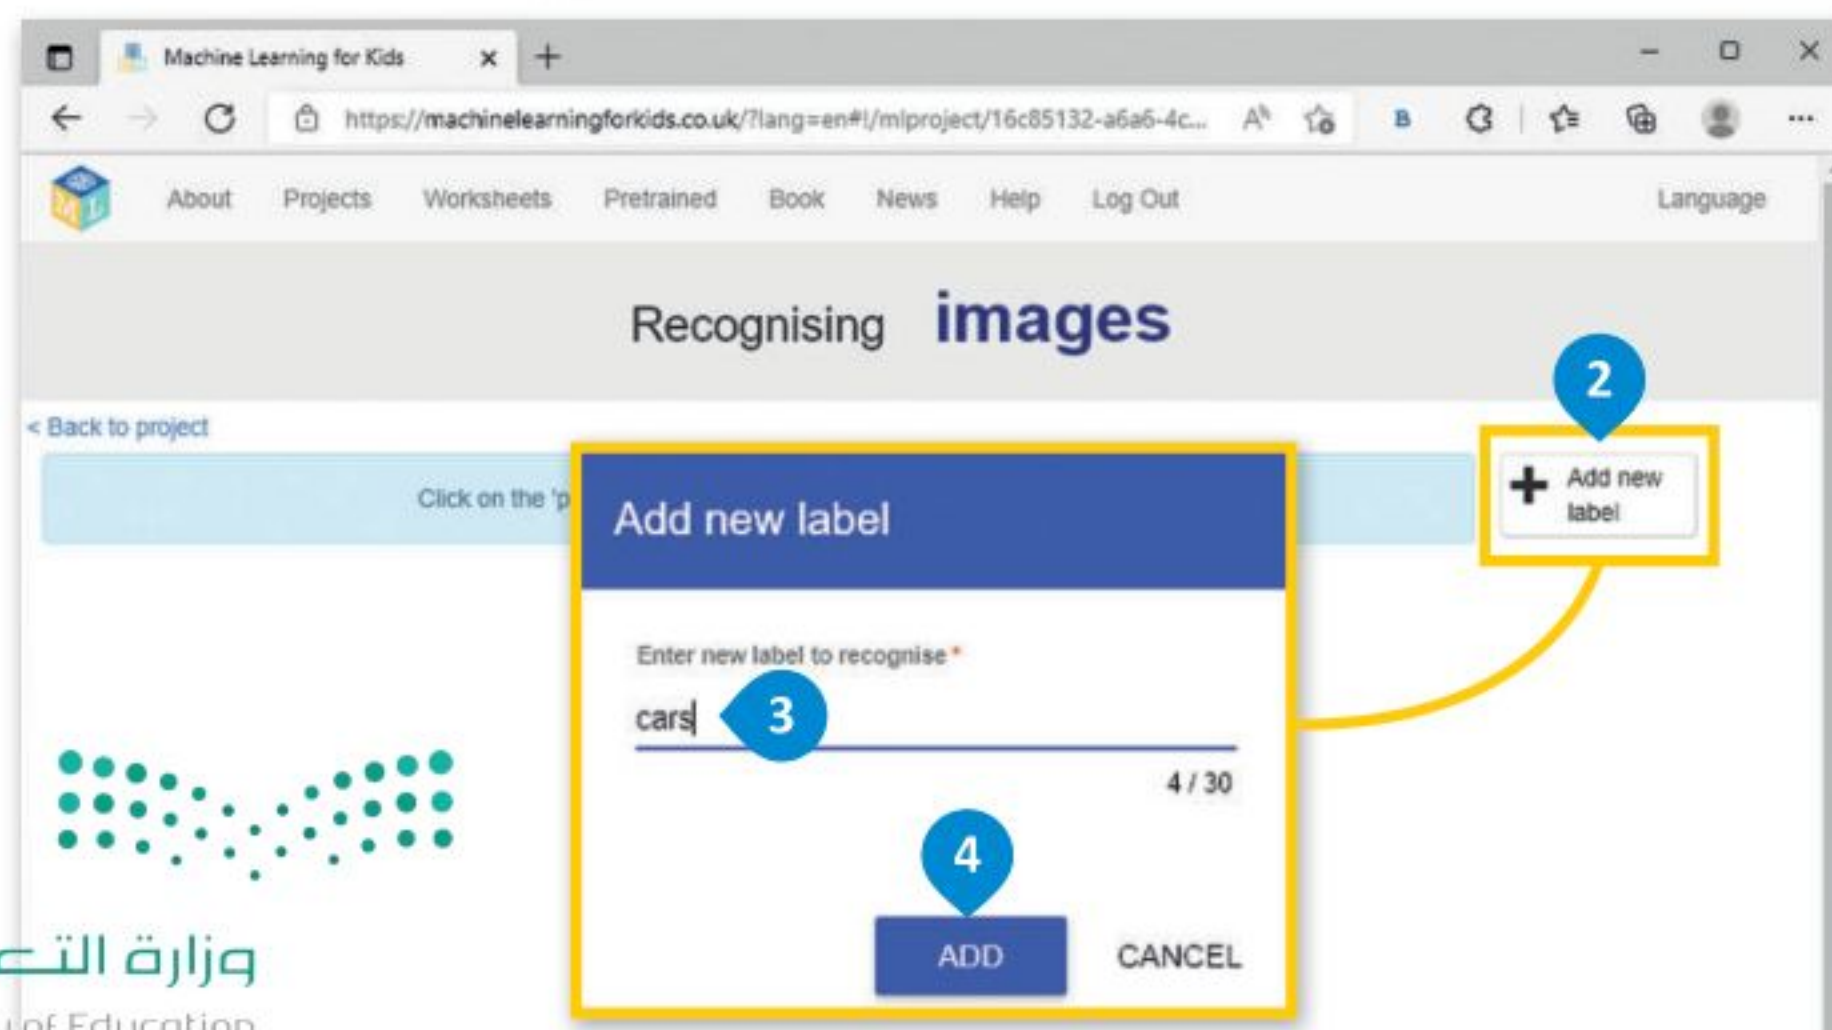 Machine Learning for Kids
https://machinelearningforkids.co.uk/?lang=en#!/mlproject/16c85132-a6a6-4c...
About Projects Worksheets Pretrained Book News Help Log Out Language
Recognising images
2
< Back to project
Click on the 'p
Add new
label
Add new label
Enter new label to recognise *
cars
3
4 / 30
4
ADD CANCEL
وزارة التع
of Education